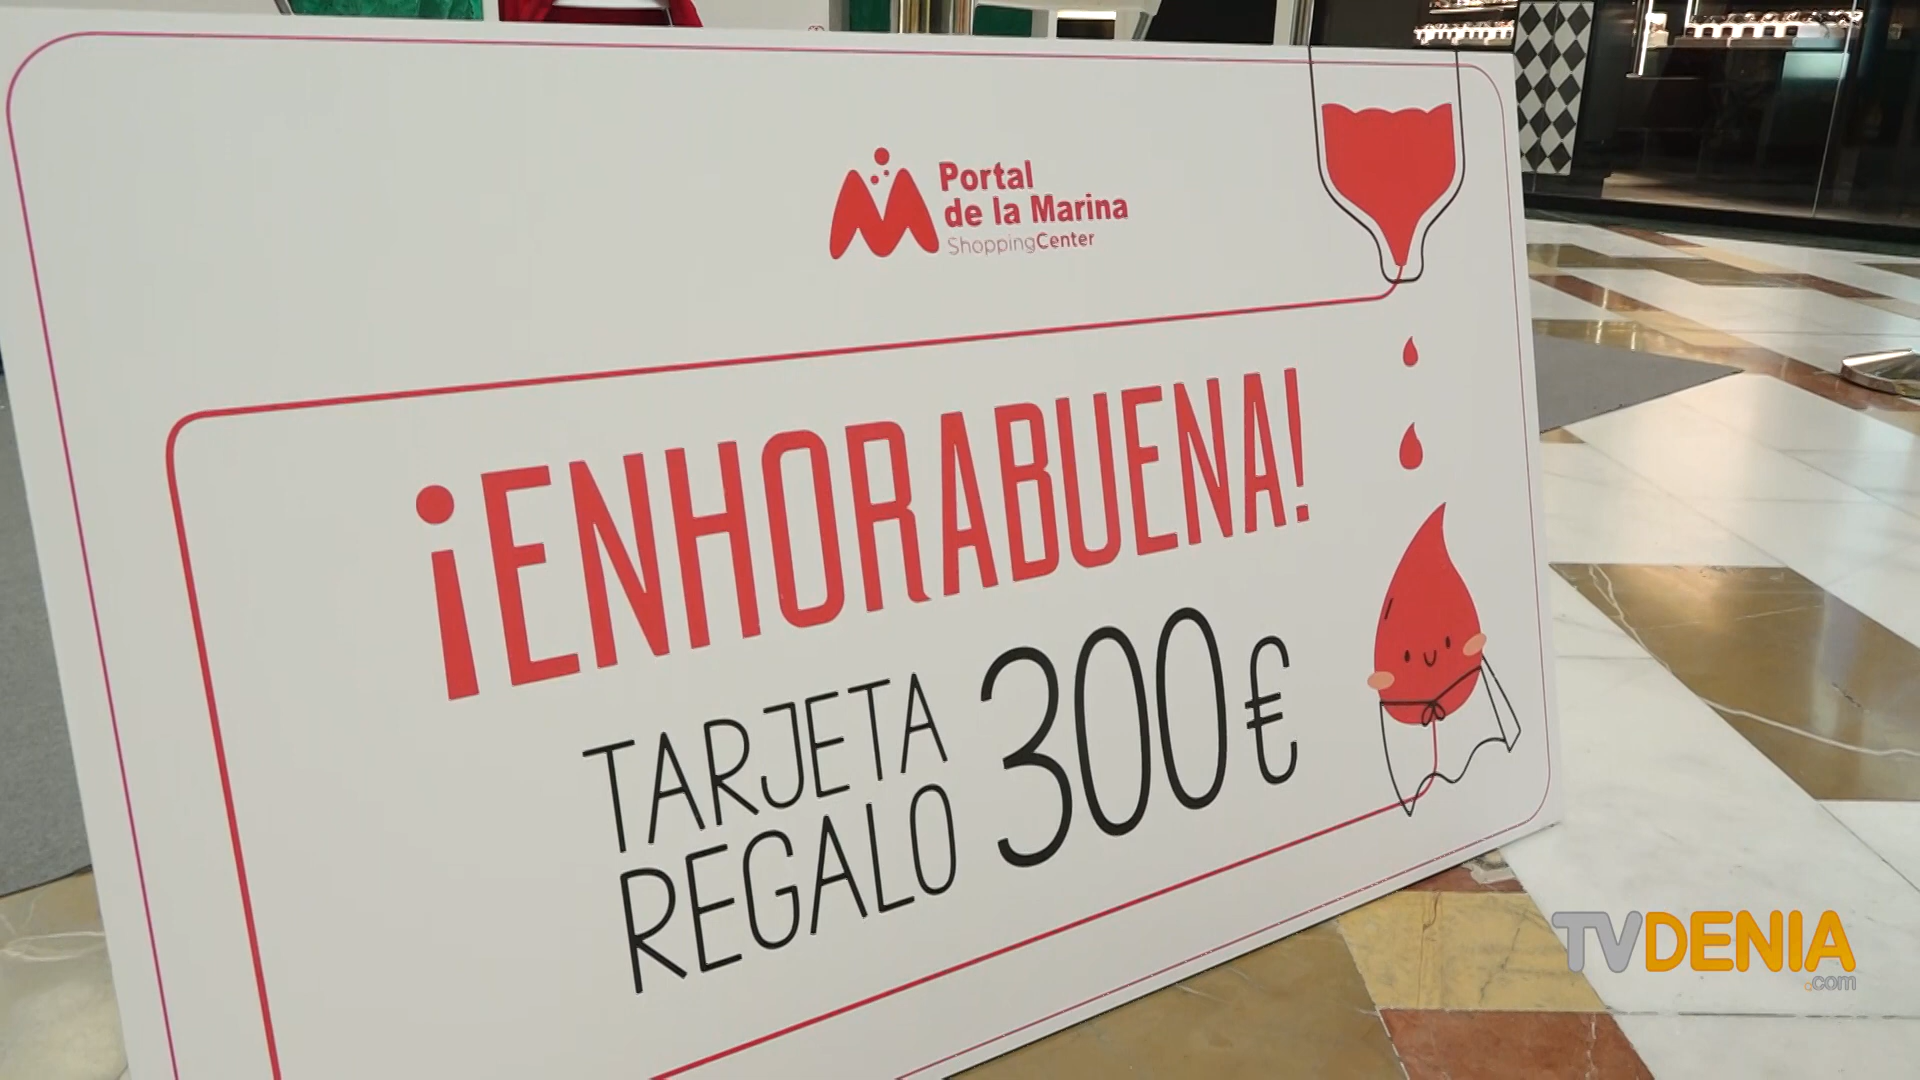 Portal
de la Marina
ShoppingCenter
¡ENHORABUENA!
TARJETA
REGALO 300€
TVDENIA
.com